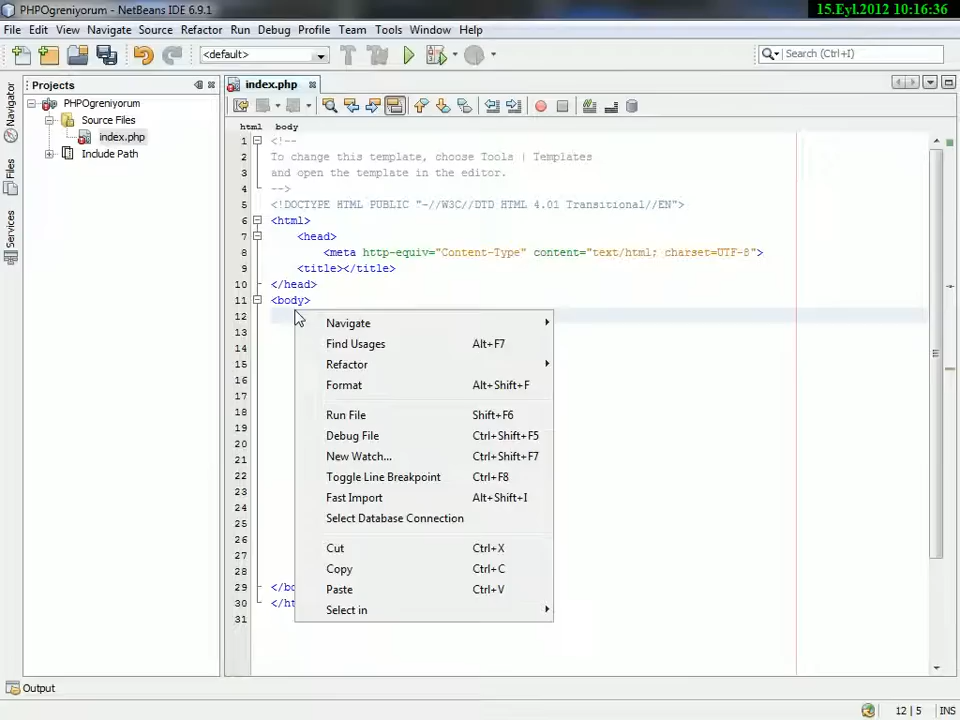 PHPOgreniyorum - NetBeans IDE 6.9.1
15.Eyl.2012 10:16:36
File Edit View Navigate Source Refactor Run Debug Profile Team Tools Window Help
<default>
Search (Ctrl+I)
Projects
index.php
Navigator
Files
Services
PHPOgreniyorum
Source Files
index.php
Include Path
html body
1 <!--
2 To change this template, choose Tools | Templates
3 and open the template in the editor.
4 -->
5 <!DOCTYPE HTML PUBLIC "-//W3C//DTD HTML 4.01 Transitional//EN">
6 <html>
7 <head>
8 <meta http-equiv="Content-Type" content="text/html; charset=UTF-8">
9 <title></title>
10 </head>
11 <body>
12
13
14
15
16
17
18
19
20
21
22
23
24
25
26
27
28
29 </bo
30 </ht
31
Navigate
Find Usages Alt+F7
Refactor
Format Alt+Shift+F
Run File Shift+F6
Debug File Ctrl+Shift+F5
New Watch... Ctrl+Shift+F7
Toggle Line Breakpoint Ctrl+F8
Fast Import Alt+Shift+I
Select Database Connection
Cut Ctrl+X
Copy Ctrl+C
Paste Ctrl+V
Select in
Output
12 | 5 INS